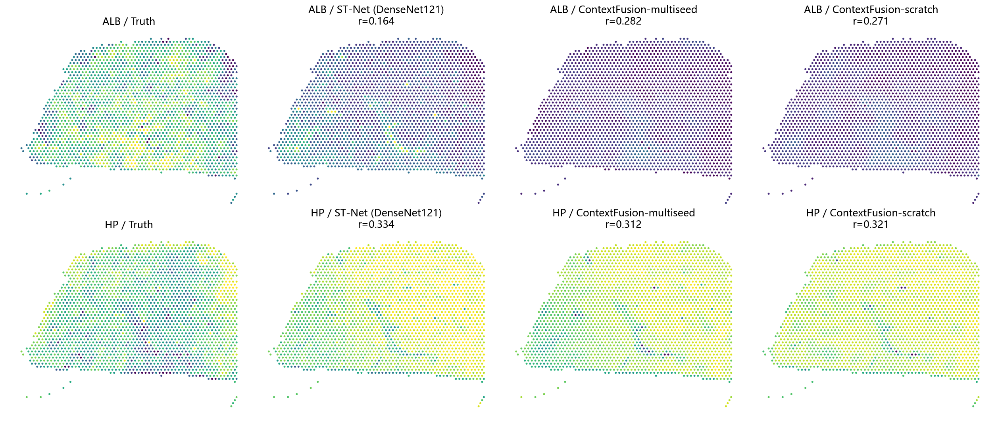 ALB / Truth
ALB / ST-Net (DenseNet121)
r=0.164
ALB / ContextFusion-multiseed
r=0.282
ALB / ContextFusion-scratch
r=0.271
HP / Truth
HP / ST-Net (DenseNet121)
r=0.334
HP / ContextFusion-multiseed
r=0.312
HP / ContextFusion-scratch
r=0.321